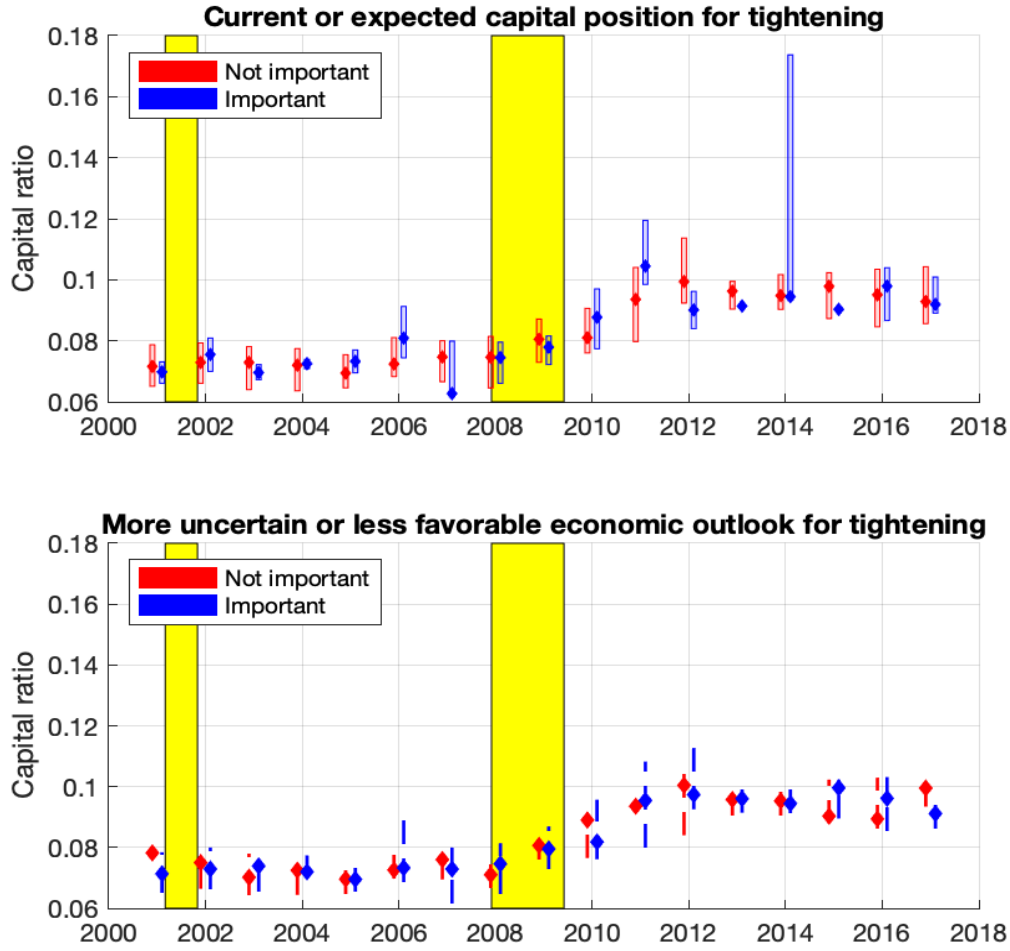 Current or expected capital position for tightening
0.18
0.16
0.14
0.12
0.1
0.08
0.06
Capital ratio
Not important
Important
2000 2002 2004 2006 2008 2010 2012 2014 2016 2018
More uncertain or less favorable economic outlook for tightening
0.18
0.16
0.14
0.12
0.1
0.08
0.06
Capital ratio
Not important
Important
2000 2002 2004 2006 2008 2010 2012 2014 2016 2018